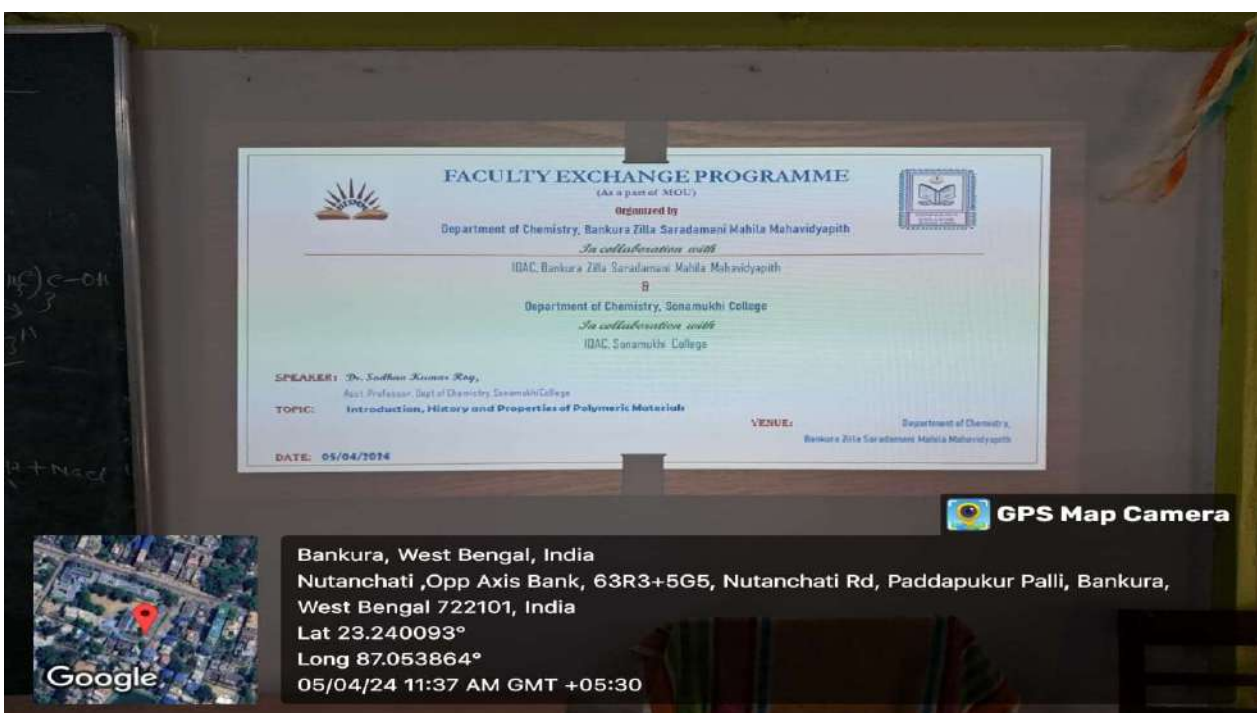 FACULTY EXCHANGE PROGRAMME
(As a part of MOU)
Organized by
Department of Chemistry, Bankura Zilla Saradamani Mahila Mahavidyapith
In collaboration with
IQAC, Bankura Zilla Saradamani Mahila Mahavidyapith
&
Department of Chemistry, Sonamukhi College
In collaboration with
IQAC, Sonamukhi College
SPEAKER: Dr. Sadhan Kumar Ray,
Asst. Professor, Dept of Chemistry, Sonamukhi College
TOPIC: Introduction, History and Properties of Polymeric Materials
VENUE: Department of Chemistry,
Bankura Zilla Saradamani Mahila Mahavidyapith
DATE: 05/04/2024
C-OH
+ NaCl
GPS Map Camera
Bankura, West Bengal, India
Nutanchati ,Opp Axis Bank, 63R3+5G5, Nutanchati Rd, Paddapukur Palli, Bankura,
West Bengal 722101, India
Lat 23.240093°
Long 87.053864°
05/04/24 11:37 AM GMT +05:30
Google